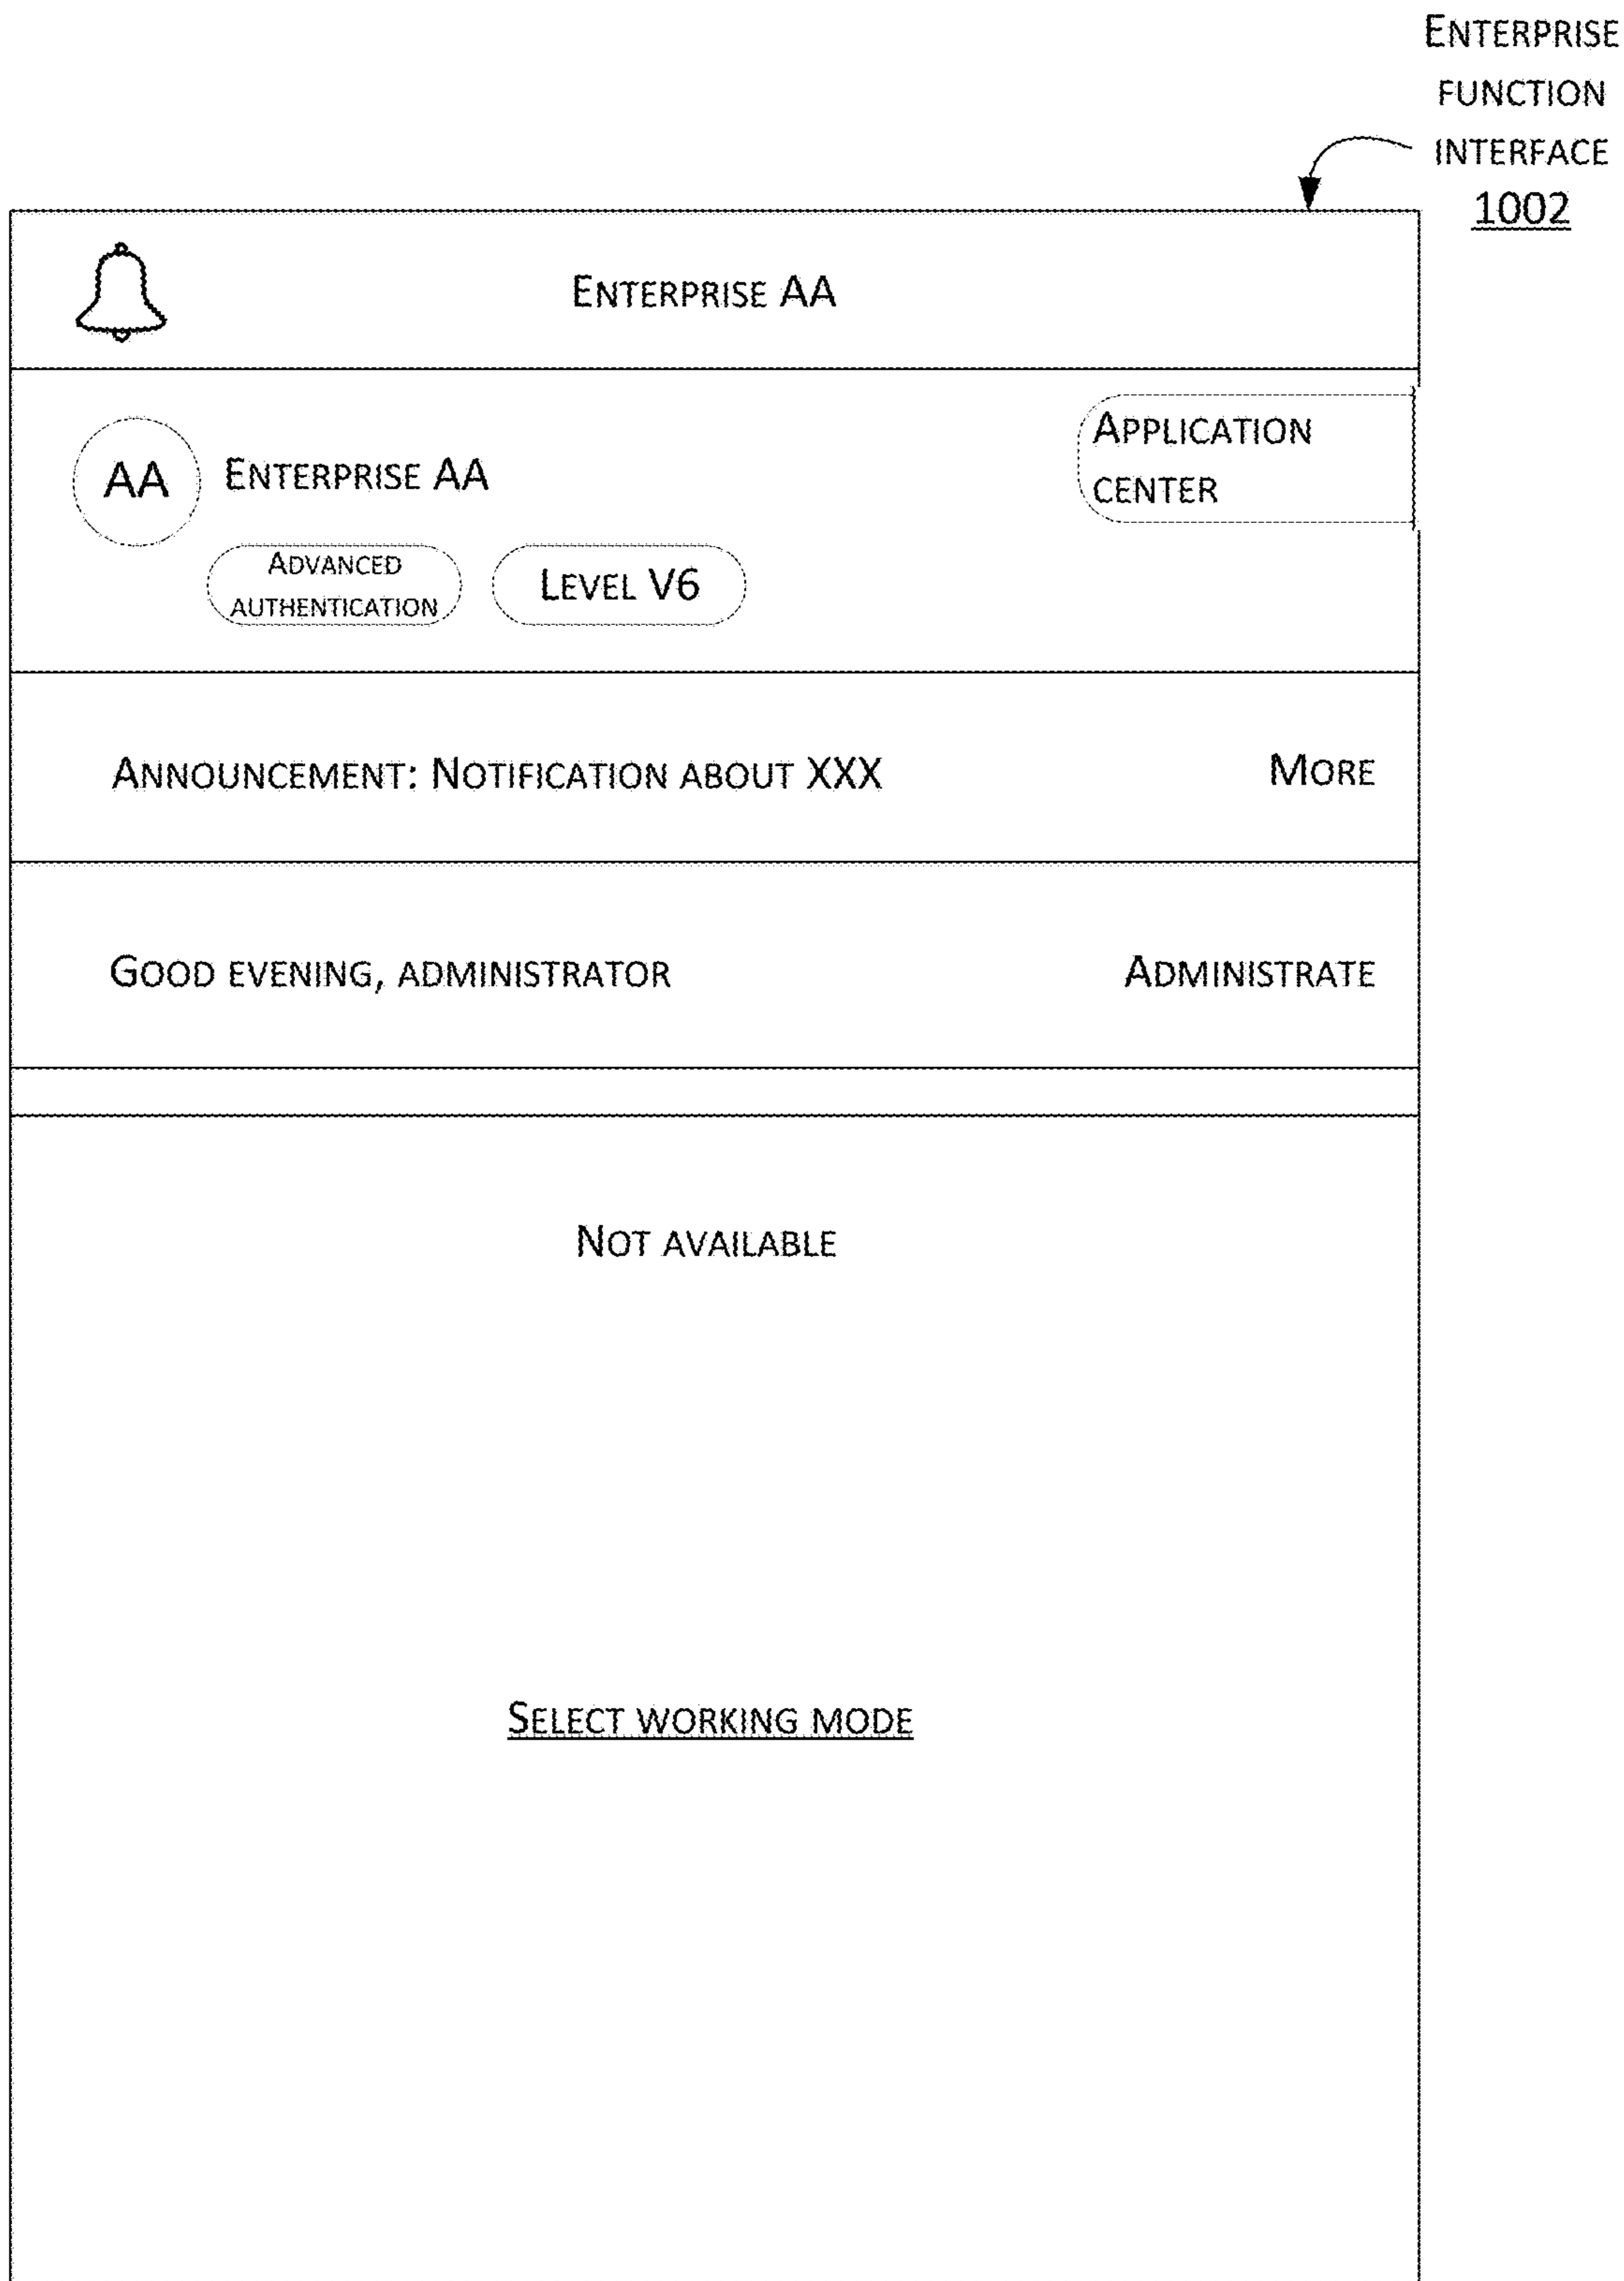 Enterprise
function
interface
1002
Enterprise AA
AA
Enterprise AA
Application
center
Advanced
authentication
Level V6
Announcement: Notification about XXX
More
Good evening, administrator
Administrate
Not available
Select working mode